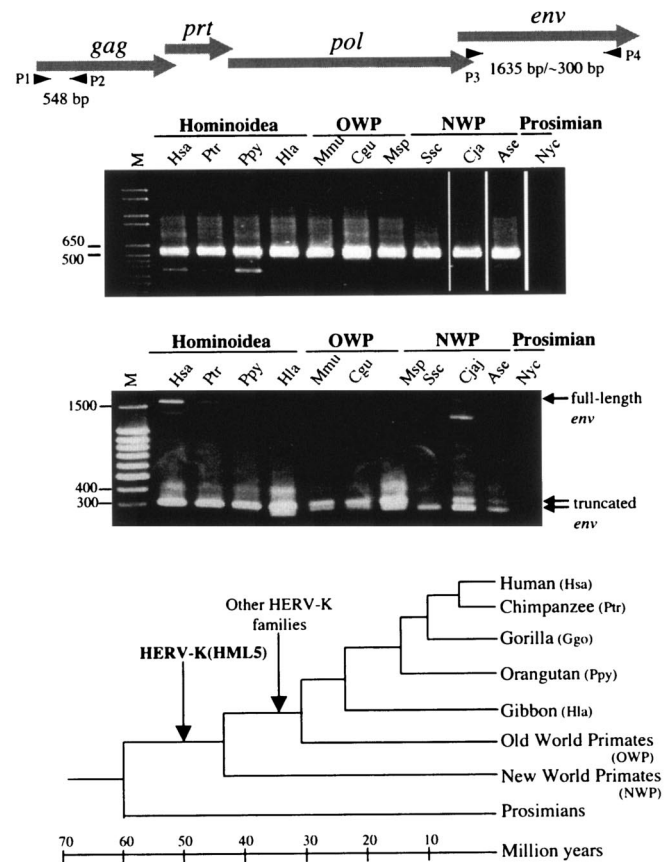 gag prt pol env
P1 P2 P3 P4
548 bp
1635 bp/~300 bp
Hominoidea OWP NWP Prosimian
M Hsa Ptr Ppy Hla Mmu Cgu Msp Ssc Cja Ase Nyc
650
500
Hominoidea OWP NWP Prosimian
M Hsa Ptr Ppy Hla Mmu Cgu Msp Ssc Cjaj Ase Nyc
1500
full-length
env
400
300
truncated
env
Other HERV-K
families
HERV-K(HML5)
Human (Hsa)
Chimpanzee (Ptr)
Gorilla (Ggo)
Orangutan (Ppy)
Gibbon (Hla)
Old World Primates
(OWP)
New World Primates
(NWP)
Prosimians
70 60 50 40 30 20 10
Million years